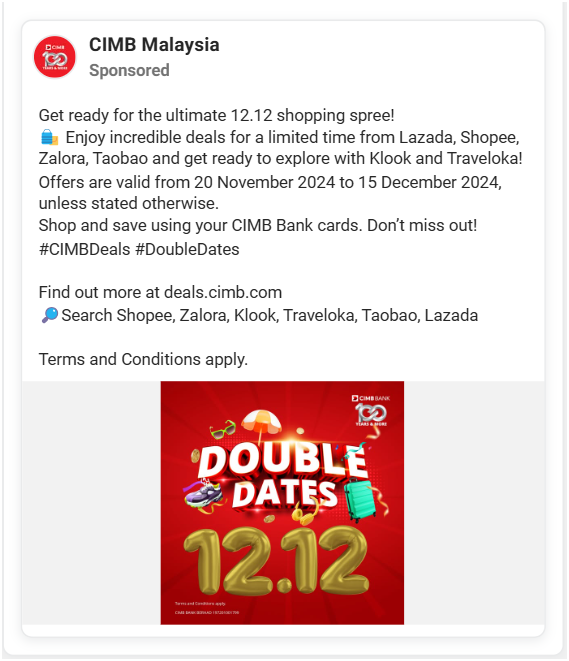 CIMB
100
YEARS & MORE
CIMB Malaysia
Sponsored
Get ready for the ultimate 12.12 shopping spree!
🛍️ Enjoy incredible deals for a limited time from Lazada, Shopee,
Zalora, Taobao and get ready to explore with Klook and Traveloka!
Offers are valid from 20 November 2024 to 15 December 2024,
unless stated otherwise.
Shop and save using your CIMB Bank cards. Don’t miss out!
#CIMBDeals #DoubleDates
Find out more at deals.cimb.com
🔎Search Shopee, Zalora, Klook, Traveloka, Taobao, Lazada
Terms and Conditions apply.
CIMB BANK
100
YEARS & MORE
DOUBLE
DATES
12.12
Terms and Conditions apply.
CIMB BANK BERHAD